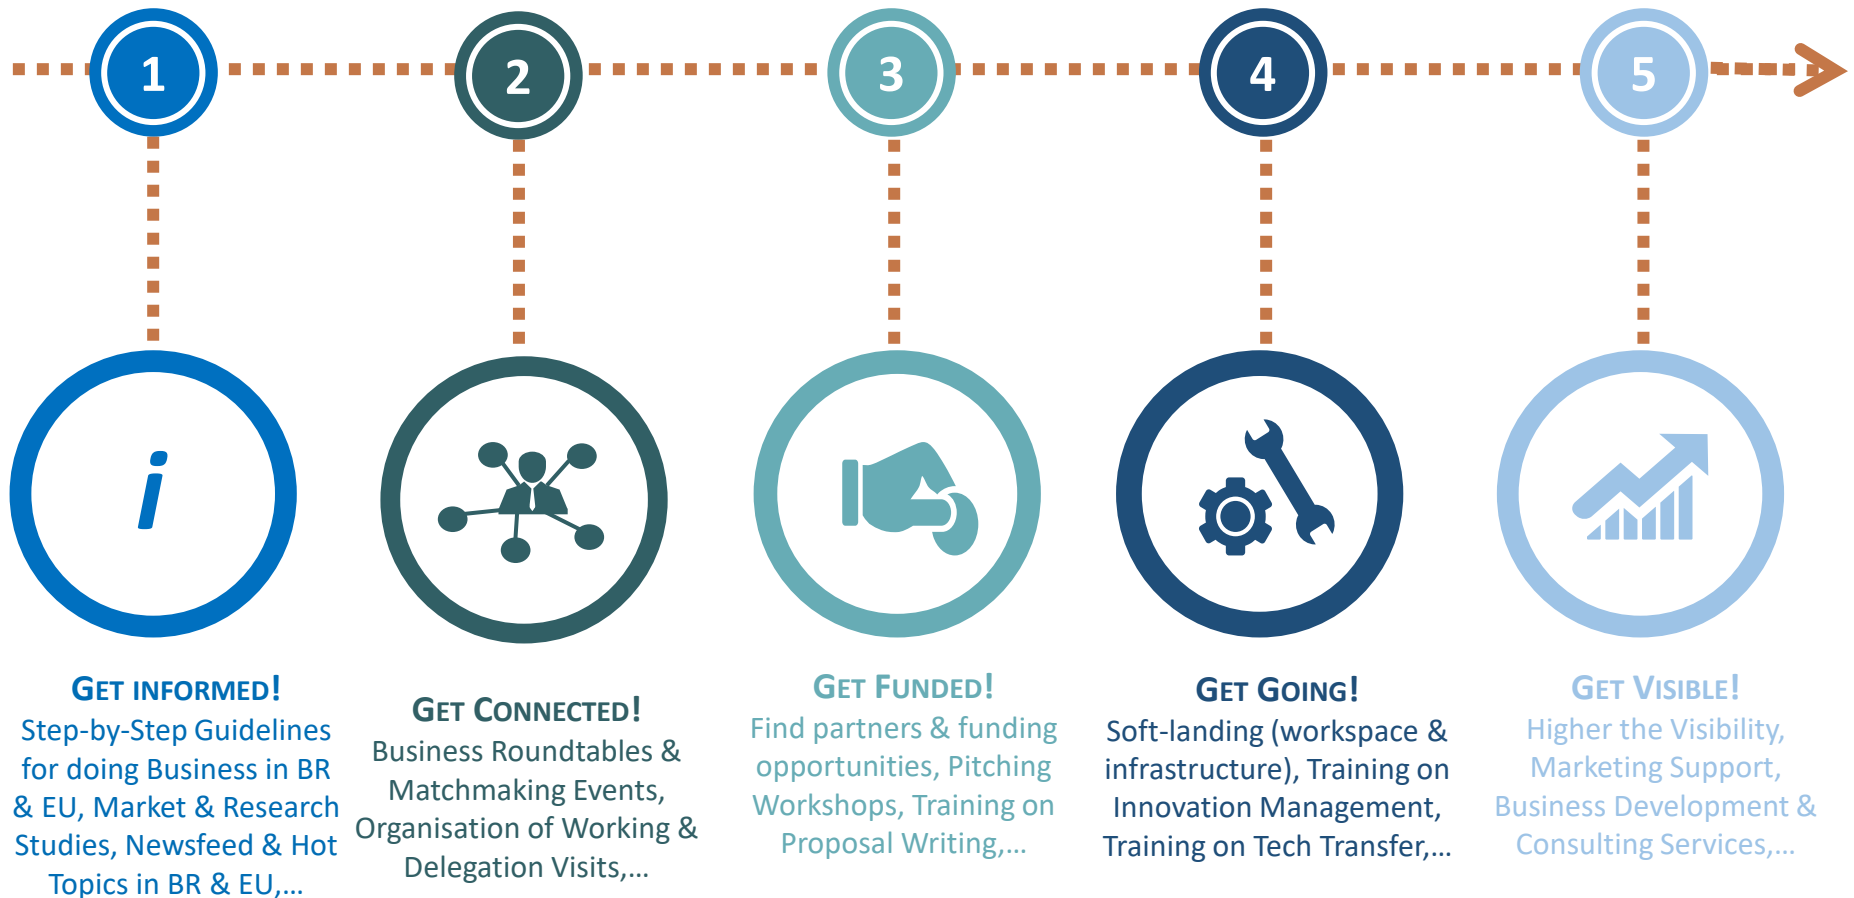 1
2
3
4
5
i
GET INFORMED!
Step-by-Step Guidelines
for doing Business in BR
& EU, Market & Research
Studies, Newsfeed & Hot
Topics in BR & EU,...
GET CONNECTED!
Business Roundtables &
Matchmaking Events,
Organisation of Working &
Delegation Visits,...
GET FUNDED!
Find partners & funding
opportunities, Pitching
Workshops, Training on
Proposal Writing,...
GET GOING!
Soft-landing (workspace &
infrastructure), Training on
Innovation Management,
Training on Tech Transfer,...
GET VISIBLE!
Higher the Visibility,
Marketing Support,
Business Development &
Consulting Services,...